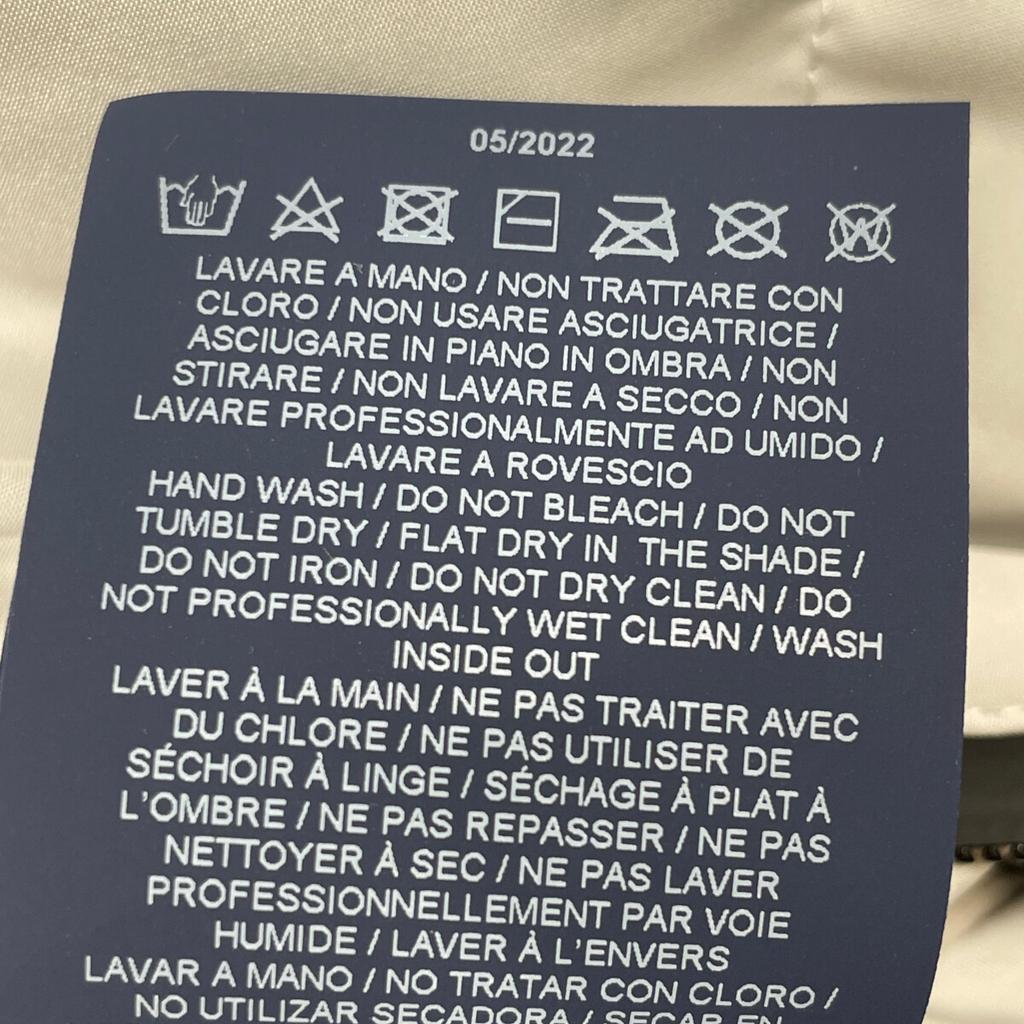 05/2022
LAVARE A MANO / NON TRATTARE CON
CLORO / NON USARE ASCIUGATRICE /
ASCIUGARE IN PIANO IN OMBRA / NON
STIRARE / NON LAVARE A SECCO / NON
LAVARE PROFESSIONALMENTE AD UMIDO /
LAVARE A ROVESCIO
HAND WASH / DO NOT BLEACH / DO NOT
TUMBLE DRY / FLAT DRY IN THE SHADE /
DO NOT IRON / DO NOT DRY CLEAN / DO
NOT PROFESSIONALLY WET CLEAN / WASH
INSIDE OUT
LAVER À LA MAIN / NE PAS TRAITER AVEC
DU CHLORE / NE PAS UTILISER DE
SÉCHOIR À LINGE / SÉCHAGE À PLAT À
L'OMBRE / NE PAS REPASSER / NE PAS
NETTOYER À SEC / NE PAS LAVER
PROFESSIONNELLEMENT PAR VOIE
HUMIDE / LAVER À L'ENVERS
LAVAR A MANO / NO TRATAR CON CLORO /
NO UTILIZAR SECADORA / SECAR EN